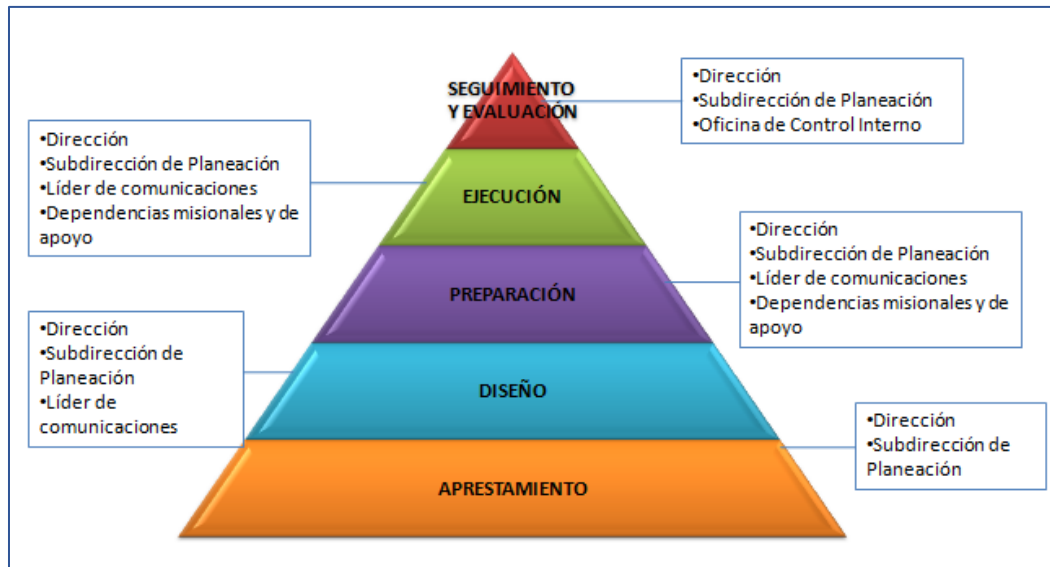 SEGUIMIENTO
Y EVALUACIÓN
•Dirección
•Subdirección de Planeación
•Oficina de Control Interno
•Dirección
•Subdirección de Planeación
•Líder de comunicaciones
•Dependencias misionales y de
apoyo
EJECUCIÓN
•Dirección
•Subdirección de Planeación
•Líder de comunicaciones
•Dependencias misionales y de
apoyo
PREPARACIÓN
•Dirección
•Subdirección de
Planeación
•Líder de
comunicaciones
DISEÑO
•Dirección
•Subdirección de
Planeación
APRESTAMIENTO